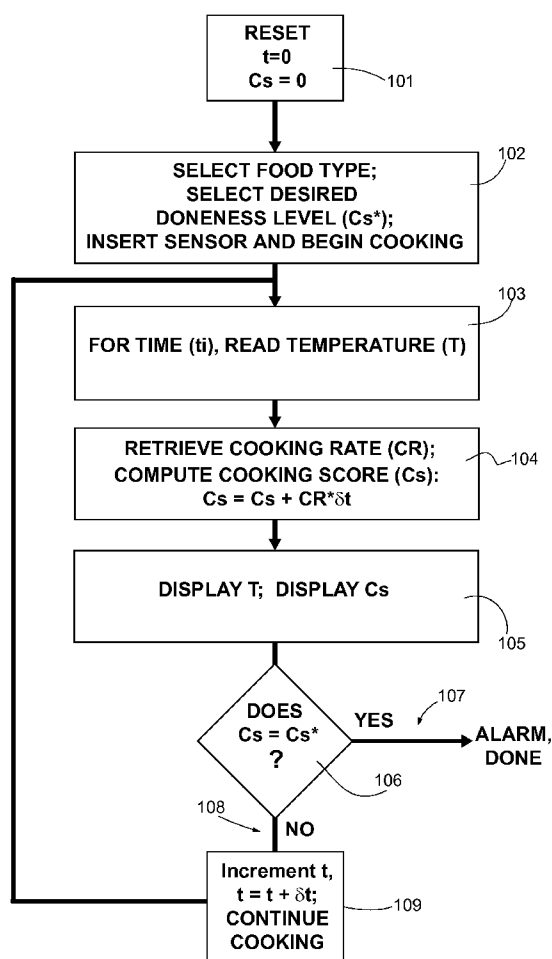 RESET
t=0
Cs = 0
101
SELECT FOOD TYPE;
SELECT DESIRED
DONENESS LEVEL (Cs*);
INSERT SENSOR AND BEGIN COOKING
102
FOR TIME (ti), READ TEMPERATURE (T)
103
RETRIEVE COOKING RATE (CR);
COMPUTE COOKING SCORE (Cs):
Cs = Cs + CR*δt
104
DISPLAY T; DISPLAY Cs
105
DOES
Cs = Cs*
?
106
YES
107
ALARM,
DONE
108
NO
Increment t,
t = t + δt;
CONTINUE
COOKING
109